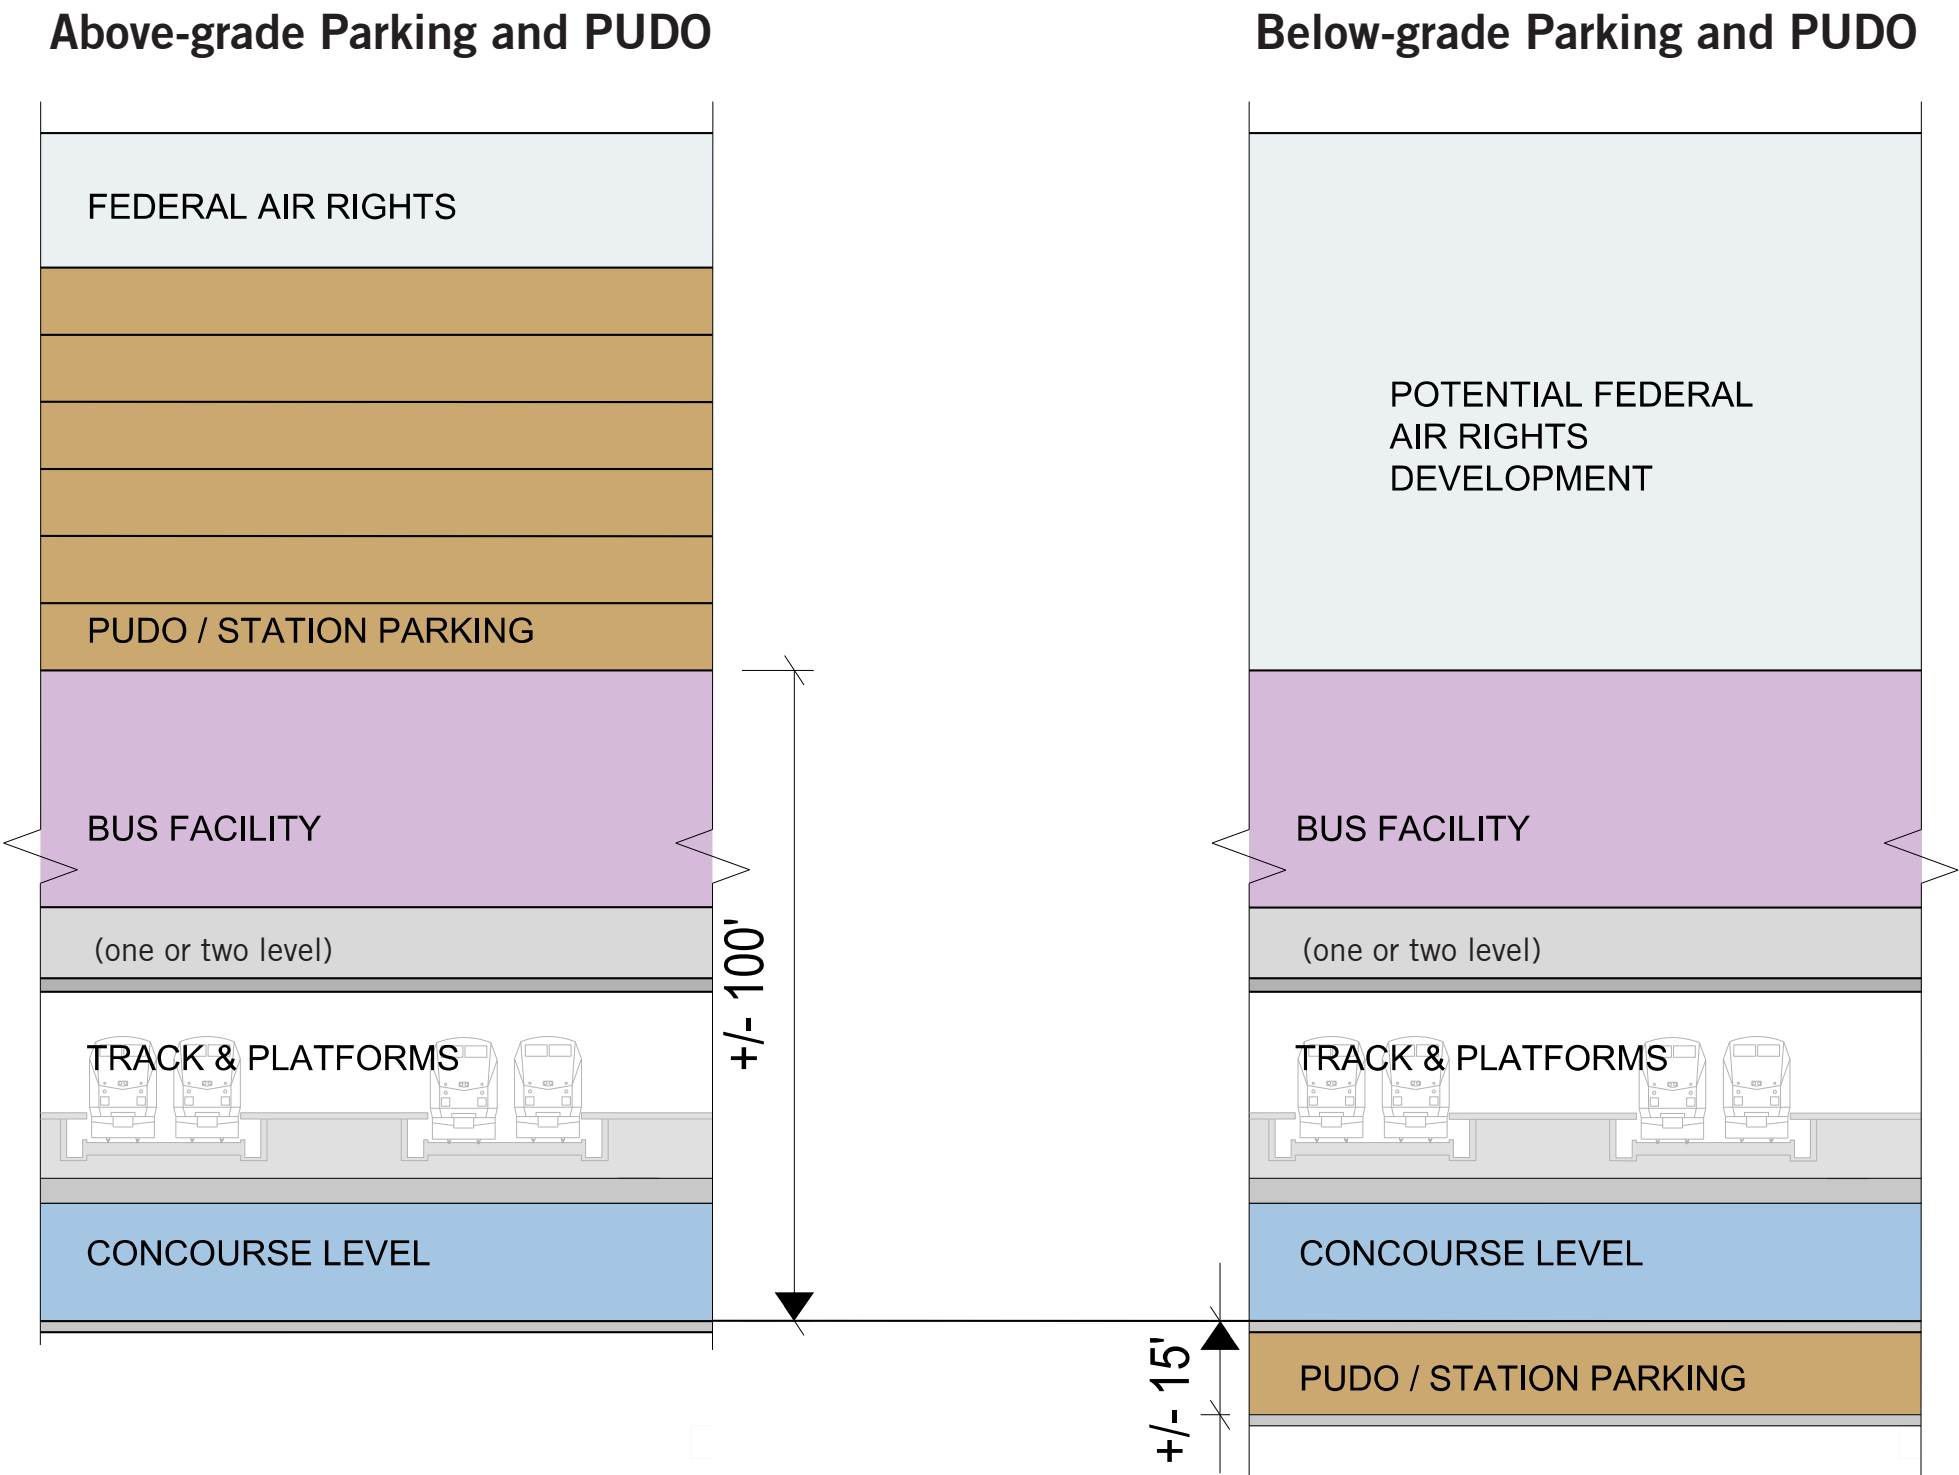 Above-grade Parking and PUDO
FEDERAL AIR RIGHTS
PUDO / STATION PARKING
BUS FACILITY
(one or two level)
TRACK & PLATFORMS
CONCOURSE LEVEL
+/- 100'
Below-grade Parking and PUDO
POTENTIAL FEDERAL
AIR RIGHTS
DEVELOPMENT
BUS FACILITY
(one or two level)
TRACK & PLATFORMS
CONCOURSE LEVEL
PUDO / STATION PARKING
+/- 15'